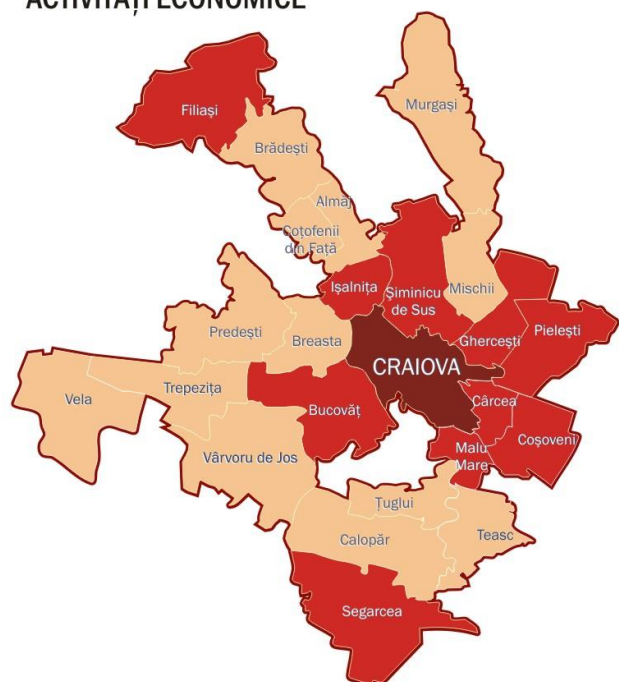 ACTIVITĂȚI ECONOMICE
Filiași
Murgași
Brădești
Almaj
Coțofenii
din Față
Ișalnița
Șiminicu
de Sus
Mischii
Predești
Breasta
Ghercești
Pielești
CRAIOVA
Vela
Trepezița
Bucovăț
Cârcea
Coșoveni
Malu
Mare
Vârvoru de Jos
Țuglui
Calopăr
Teasc
Segarcea